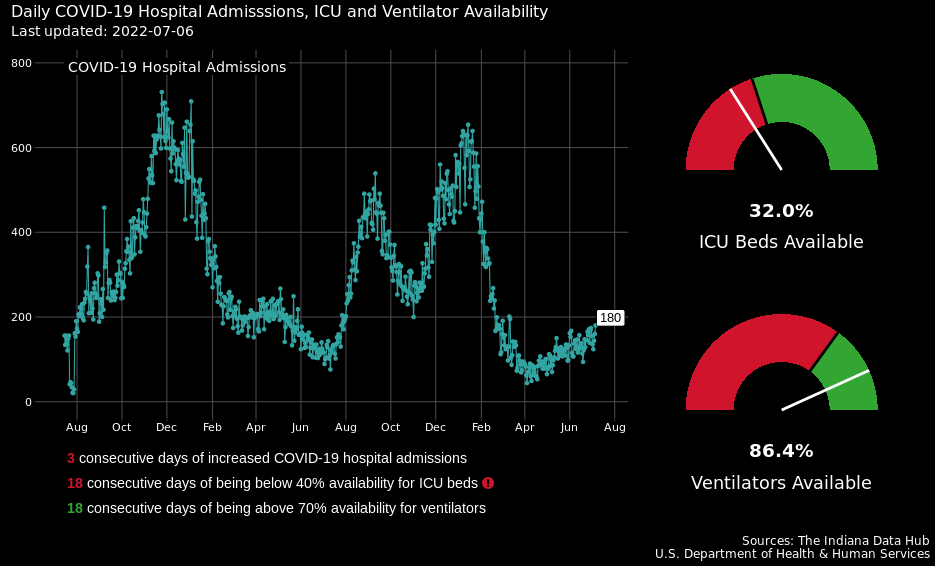 Daily COVID-19 Hospital Admisssions, ICU and Ventilator Availability
Last updated: 2022-07-06
COVID-19 Hospital Admissions
800
600
400
200
0
180
Aug Oct Dec Feb Apr Jun Aug Oct Dec Feb Apr Jun Aug
3 consecutive days of increased COVID-19 hospital admissions
18 consecutive days of being below 40% availability for ICU beds !
18 consecutive days of being above 70% availability for ventilators
32.0%
ICU Beds Available
86.4%
Ventilators Available
Sources: The Indiana Data Hub
U.S. Department of Health & Human Services